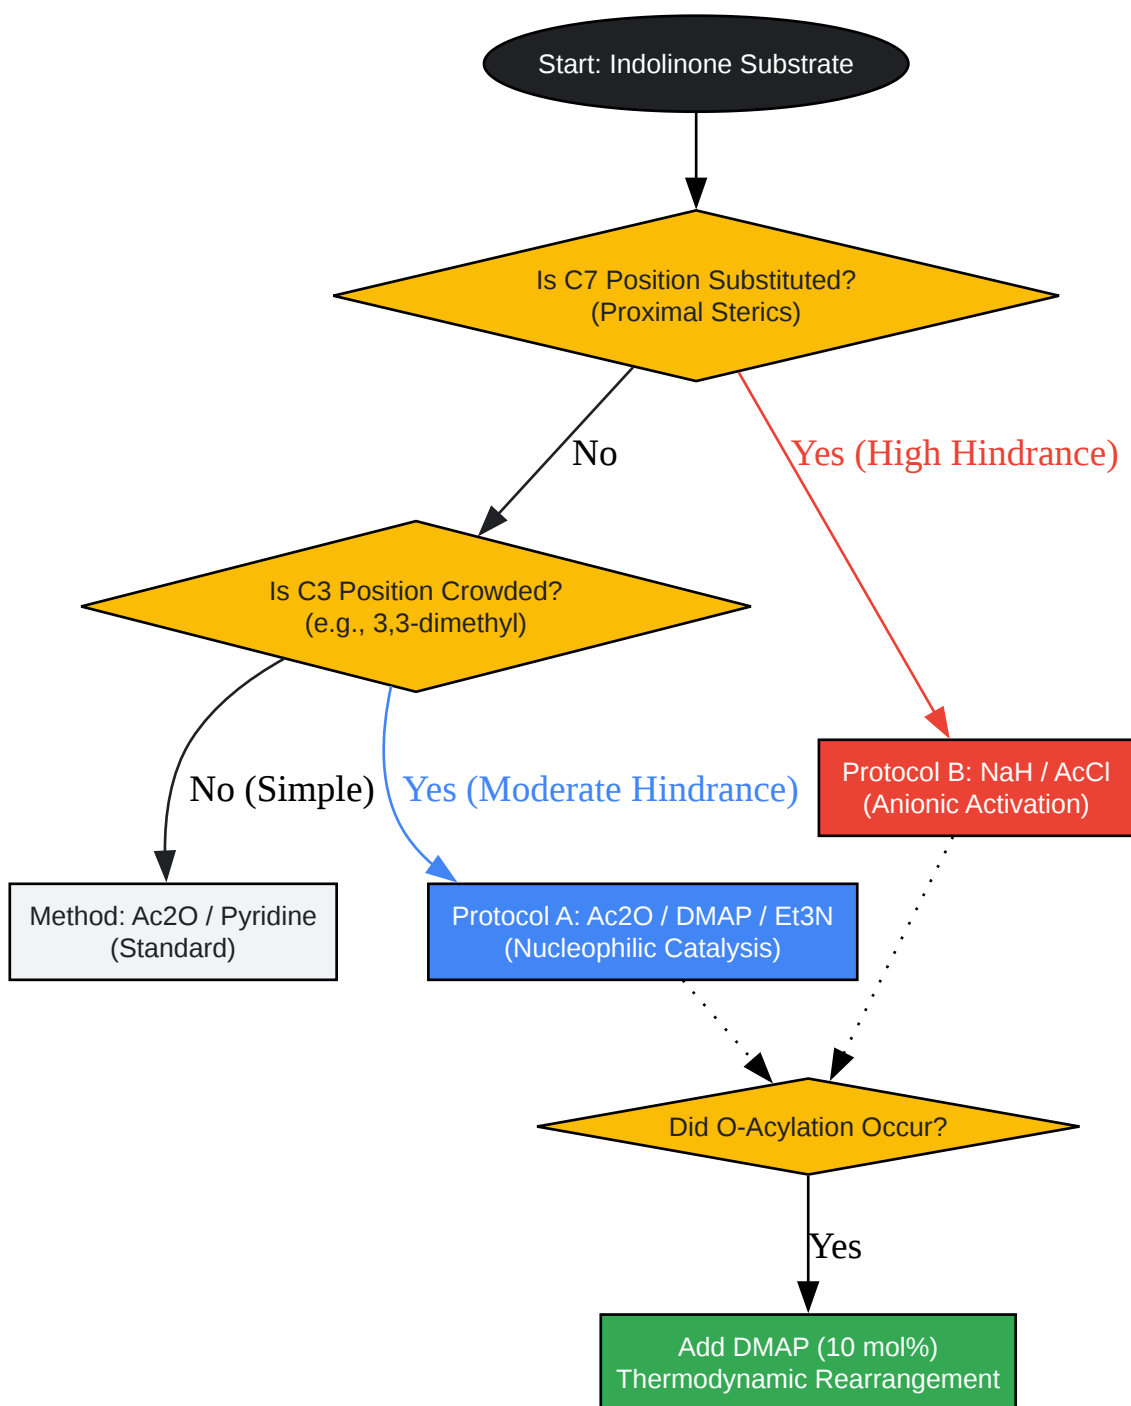 Start: Indolinone Substrate
Is C7 Position Substituted?
(Proximal Sterics)
No
Yes (High Hindrance)
Is C3 Position Crowded?
(e.g., 3,3-dimethyl)
No (Simple)
Yes (Moderate Hindrance)
Protocol B: NaH / AcCl
(Anionic Activation)
Method: Ac2O / Pyridine
(Standard)
Protocol A: Ac2O / DMAP / Et3N
(Nucleophilic Catalysis)
Did O-Acylation Occur?
Yes
Add DMAP (10 mol%)
Thermodynamic Rearrangement